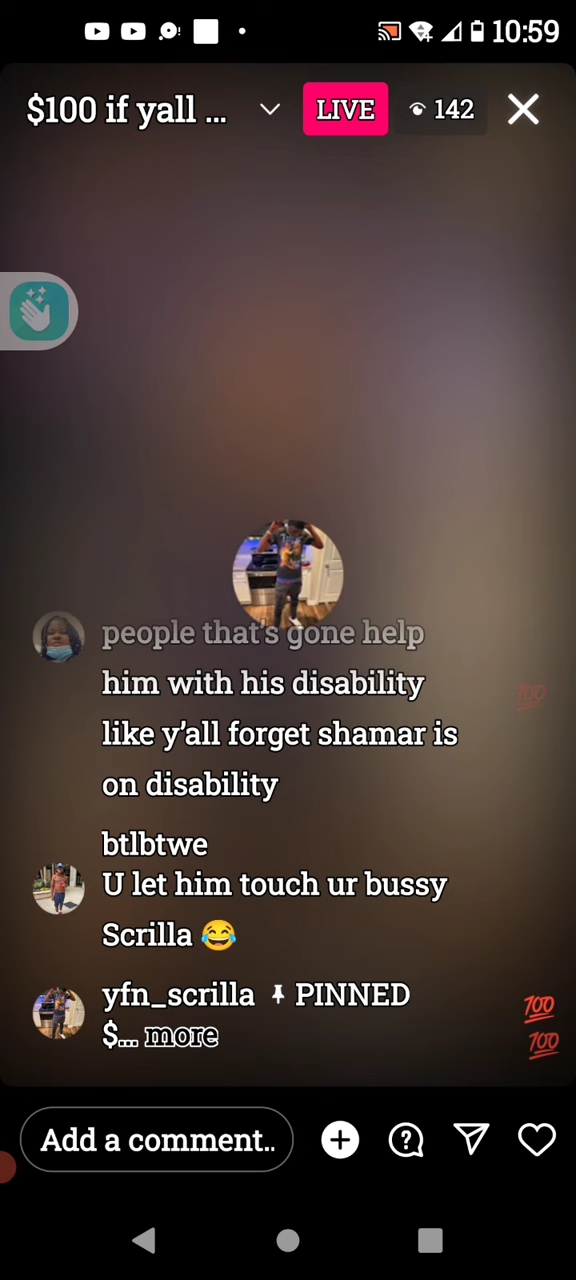 10:59
$100 if yall ...
LIVE
142
people that's gone help
him with his disability
like y'all forget shamar is
on disability
btlbtwe
U let him touch ur bussy
Scrilla 😂
yfn_scrilla PINNED
$... more
💯
💯
💯
Add a comment..